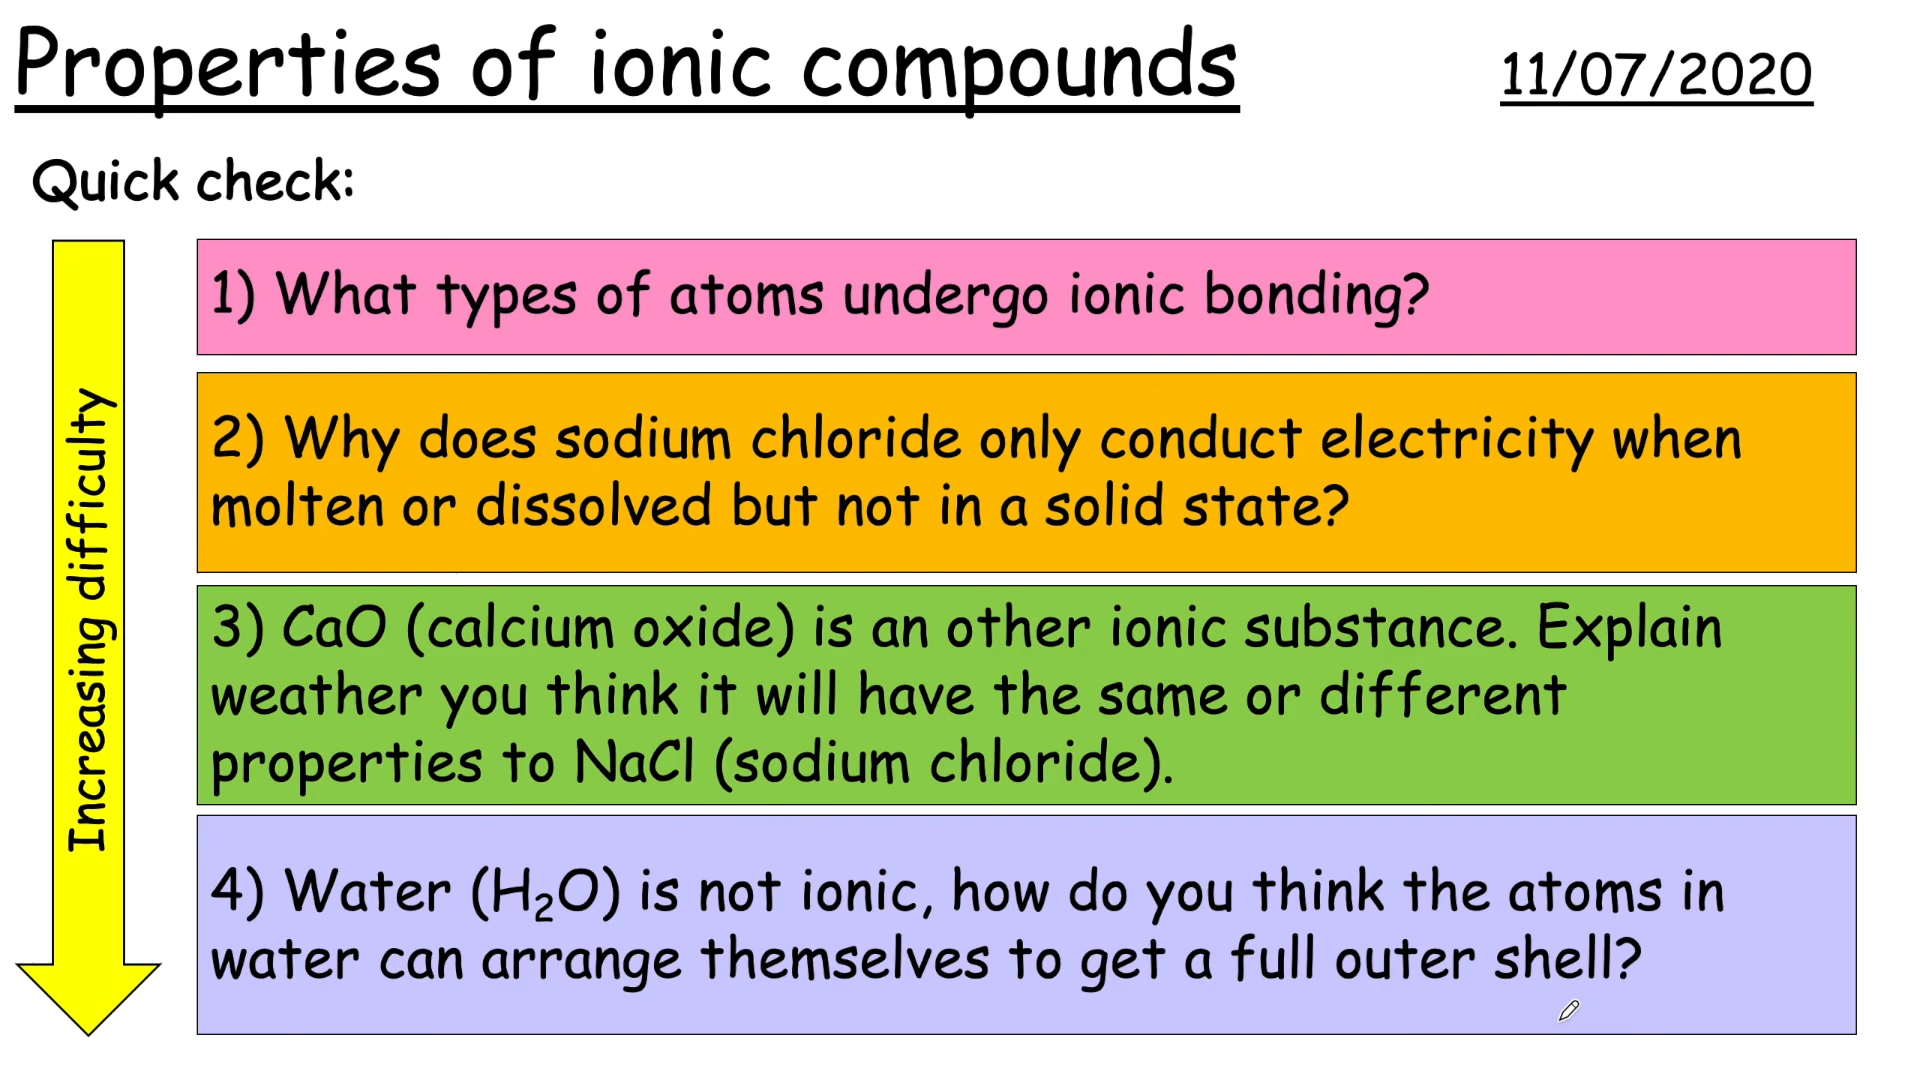 Properties of ionic compounds
11/07/2020
Quick check:
Increasing difficulty
1) What types of atoms undergo ionic bonding?
2) Why does sodium chloride only conduct electricity when
molten or dissolved but not in a solid state?
3) CaO (calcium oxide) is an other ionic substance. Explain
weather you think it will have the same or different
properties to NaCl (sodium chloride).
4) Water (H₂O) is not ionic, how do you think the atoms in
water can arrange themselves to get a full outer shell?